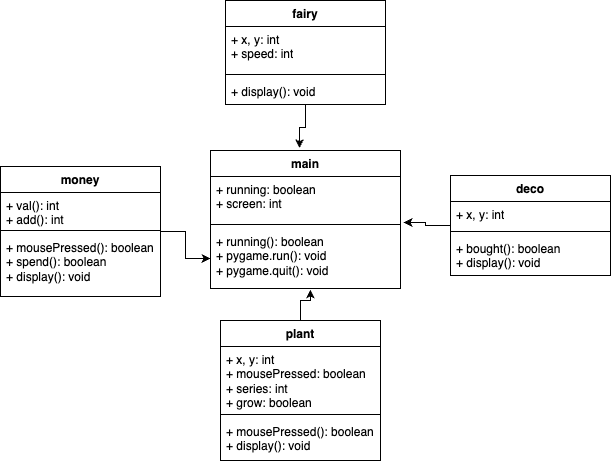 fairy
+ x, y: int
+ speed: int
+ display(): void
money
+ val(): int
+ add(): int
+ mousePressed(): boolean
+ spend(): boolean
+ display(): void
main
+ running: boolean
+ screen: int
+ running(): boolean
+ pygame.run(): void
+ pygame.quit(): void
deco
+ x, y: int
+ bought(): boolean
+ display(): void
plant
+ x, y: int
+ mousePressed: boolean
+ series: int
+ grow: boolean
+ mousePressed(): boolean
+ display(): void